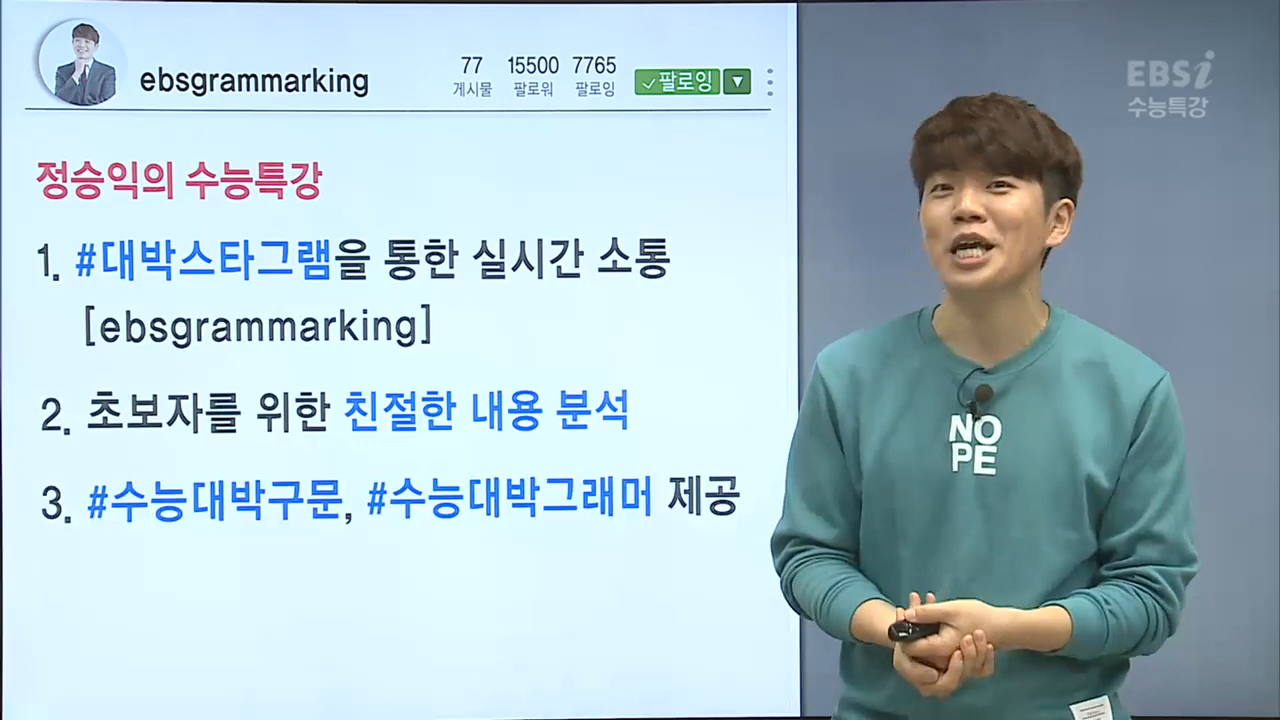 ebsgrammarking
77 15500 7765
게시물 팔로워 팔로잉
✓팔로잉 ▼
EBSi
수능특강
정승익의 수능특강
1. #대박스타그램을 통한 실시간 소통
[ebsgrammarking]
2. 초보자를 위한 친절한 내용 분석
3. #수능대박구문, #수능대박그래머 제공
NO
PE